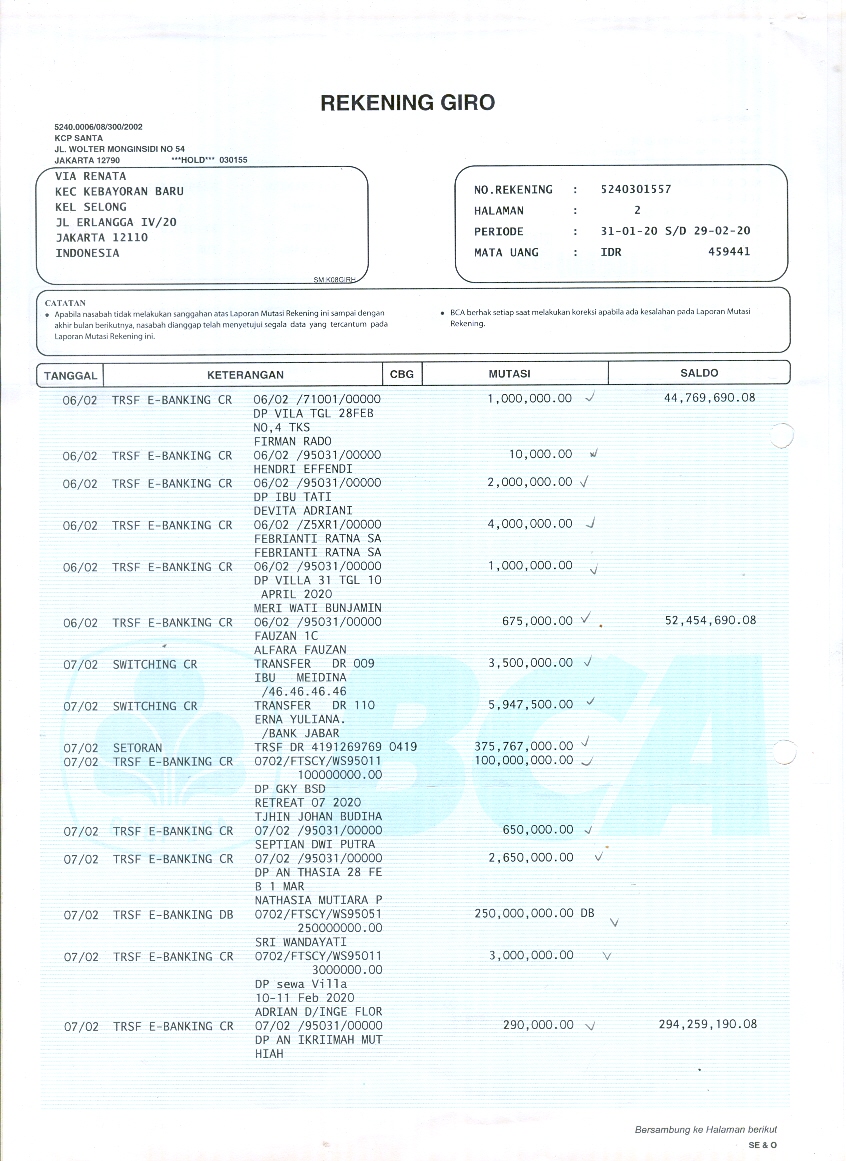 REKENING GIRO
5240.0006/08/300/2002
KCP SANTA
JL. WOLTER MONGINSIDI NO 54
JAKARTA 12790 ***HOLD*** 030155
VIA RENATA
KEC KEBAYORAN BARU
KEL SELONG
JL ERLANGGA IV/20
JAKARTA 12110
INDONESIA
SM.K08CIRH
NO.REKENING : 5240301557
HALAMAN : 2
PERIODE : 31-01-20 S/D 29-02-20
MATA UANG : IDR 459441
CATATAN
• Apabila nasabah tidak melakukan sanggahan atas Laporan Mutasi Rekening ini sampai dengan
akhir bulan berikutnya, nasabah dianggap telah menyetujui segala data yang tercantum pada
Laporan Mutasi Rekening ini.
• BCA berhak setiap saat melakukan koreksi apabila ada kesalahan pada Laporan Mutasi
Rekening.
TANGGAL KETERANGAN CBG MUTASI SALDO
06/02 TRSF E-BANKING CR 06/02 /71001/00000 1,000,000.00 44,769,690.08
DP VILA TGL 28FEB
NO,4 TKS
FIRMAN RADO
06/02 TRSF E-BANKING CR 06/02 /95031/00000 10,000.00
HENDRI EFFENDI
06/02 TRSF E-BANKING CR 06/02 /95031/00000 2,000,000.00
DP IBU TATI
DEVITA ADRIANI
06/02 TRSF E-BANKING CR 06/02 /Z5XR1/00000 4,000,000.00
FEBRIANTI RATNA SA
FEBRIANTI RATNA SA
06/02 TRSF E-BANKING CR 06/02 /95031/00000 1,000,000.00
DP VILLA 31 TGL 10
APRIL 2020
MERI WATI BUNJAMIN
06/02 TRSF E-BANKING CR 06/02 /95031/00000 675,000.00 52,454,690.08
FAUZAN 1C
ALFARA FAUZAN
07/02 SWITCHING CR TRANSFER DR 009 3,500,000.00
IBU MEIDINA
/46.46.46.46
07/02 SWITCHING CR TRANSFER DR 110 5,947,500.00
ERNA YULIANA.
/BANK JABAR
07/02 SETORAN TRSF DR 4191269769 0419 375,767,000.00
07/02 TRSF E-BANKING CR 0702/FTSCY/WS95011 100,000,000.00
100000000.00
DP GKY BSD
RETREAT 07 2020
TJHIN JOHAN BUDIHA
07/02 TRSF E-BANKING CR 07/02 /95031/00000 650,000.00
SEPTIAN DWI PUTRA
07/02 TRSF E-BANKING CR 07/02 /95031/00000 2,650,000.00
DP AN THASIA 28 FE
B 1 MAR
NATHASIA MUTIARA P
07/02 TRSF E-BANKING DB 0702/FTSCY/WS95051 250,000,000.00 DB
250000000.00
SRI WANDAYATI
07/02 TRSF E-BANKING CR 0702/FTSCY/WS95011 3,000,000.00
3000000.00
DP sewa Villa
10-11 Feb 2020
ADRIAN D/INGE FLOR
07/02 TRSF E-BANKING CR 07/02 /95031/00000 290,000.00 294,259,190.08
DP AN IKRIIMAH MUT
HIAH
BCA
Bersambung ke Halaman berikut
SE & O